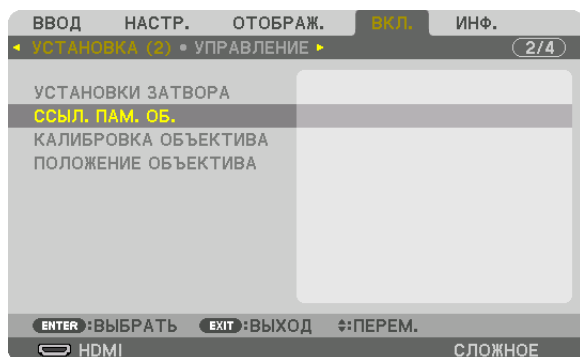 ВВОД НАСТР. ОТОБРАЖ. ВКЛ. ИНФ.
УСТАНОВКА (2) • УПРАВЛЕНИЕ 2/4
УСТАНОВКИ ЗАТВОРА
ССЫЛ. ПАМ. ОБ.
КАЛИБРОВКА ОБЪЕКТИВА
ПОЛОЖЕНИЕ ОБЪЕКТИВА
ENTER :ВЫБРАТЬ EXIT :ВЫХОД :ПЕРЕМ.
HDMI СЛОЖНОЕ